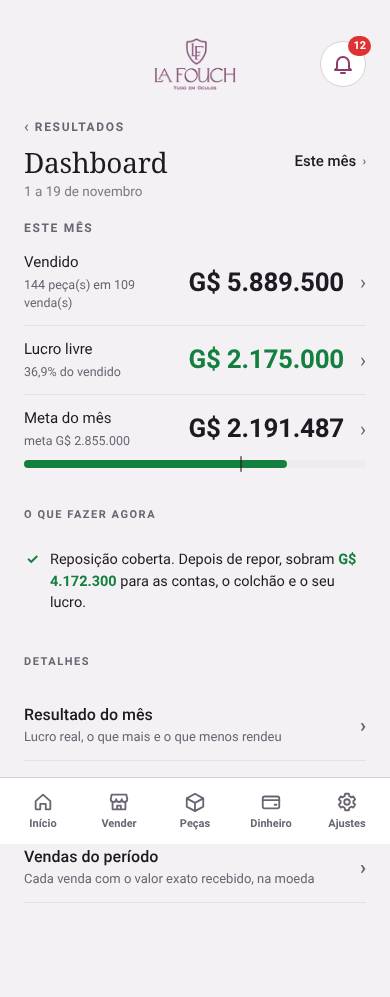 LF
LA FOUCH
Tudo em Óculos
12
‹ RESULTADOS
Dashboard
Este mês ›
1 a 19 de novembro
ESTE MÊS
Vendido
144 peça(s) em 109
venda(s)
G$ 5.889.500 ›
Lucro livre
36,9% do vendido
G$ 2.175.000 ›
Meta do mês
meta G$ 2.855.000
G$ 2.191.487 ›
O QUE FAZER AGORA
Reposição coberta. Depois de repor, sobram G$
4.172.300 para as contas, o colchão e o seu
lucro.
DETALHES
Resultado do mês
Lucro real, o que mais e o que menos rendeu
›
Início
Vender
Peças
Dinheiro
Ajustes
Vendas do período
Cada venda com o valor exato recebido, na moeda
›